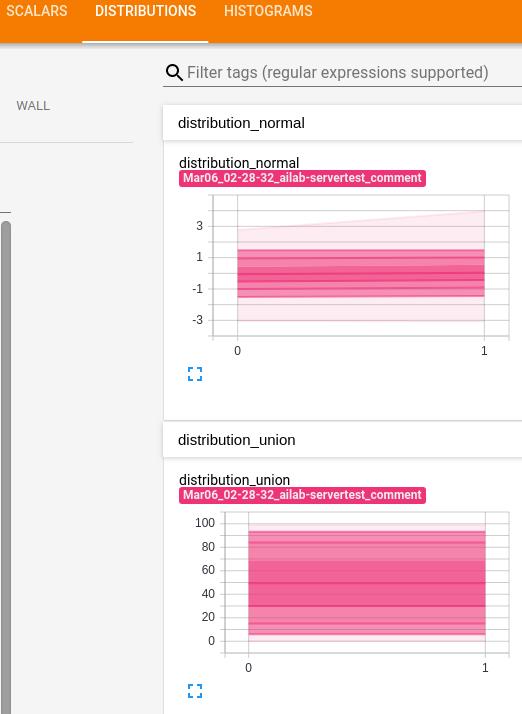 SCALARS DISTRIBUTIONS HISTOGRAMS
Filter tags (regular expressions supported)
WALL
distribution_normal
distribution_normal
Mar06_02-28-32_ailab-servertest_comment
3
1
-1
-3
0 1
distribution_union
distribution_union
Mar06_02-28-32_ailab-servertest_comment
100
80
60
40
20
0
0 1